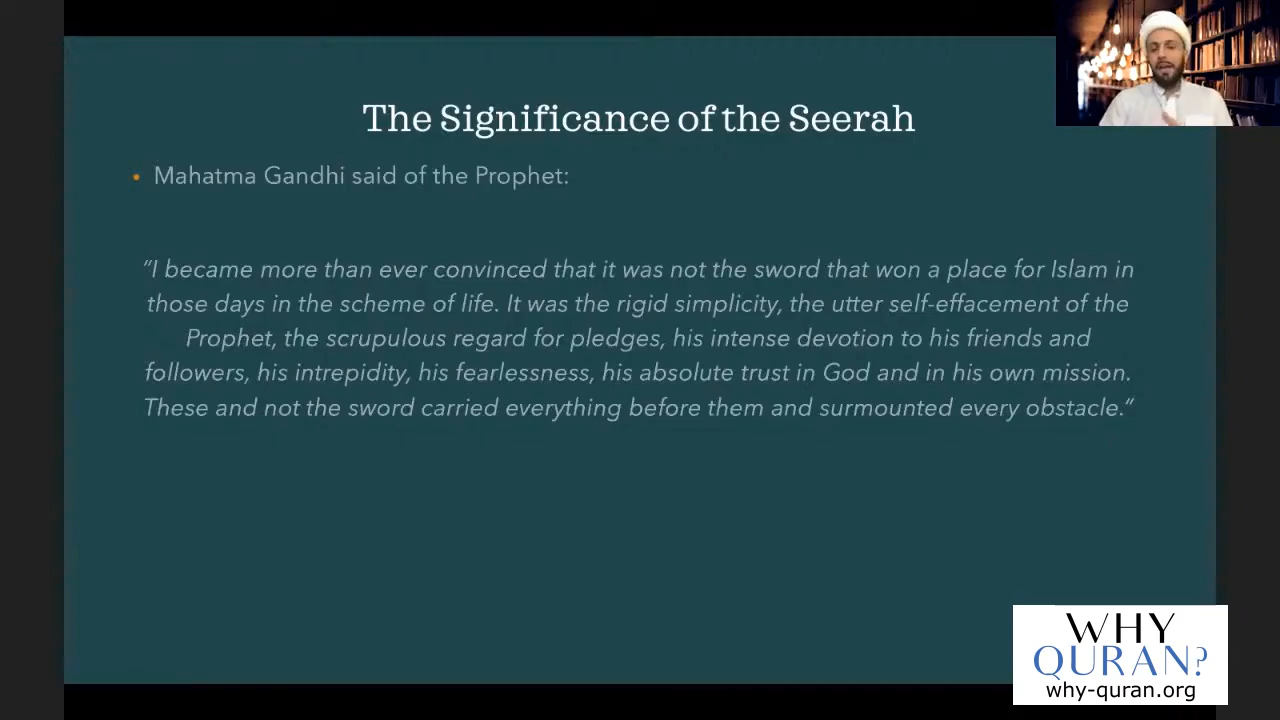 The Significance of the Seerah
• Mahatma Gandhi said of the Prophet:
“I became more than ever convinced that it was not the sword that won a place for Islam in
those days in the scheme of life. It was the rigid simplicity, the utter self-effacement of the
Prophet, the scrupulous regard for pledges, his intense devotion to his friends and
followers, his intrepidity, his fearlessness, his absolute trust in God and in his own mission.
These and not the sword carried everything before them and surmounted every obstacle.“
WHY
QURAN?
why-quran.org